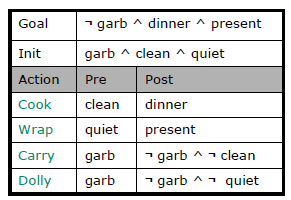 Goal ¬ garb ^ dinner ^ present
Init garb ^ clean ^ quiet
Action Pre Post
Cook clean dinner
Wrap quiet present
Carry garb ¬ garb ^ ¬ clean
Dolly garb ¬ garb ^ ¬ quiet